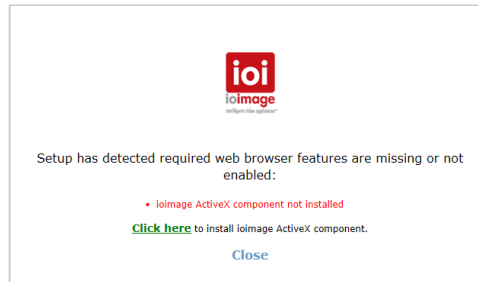 ioi
ioimage
intelligent video appliances
Setup has detected required web browser features are missing or not
enabled:
• ioimage ActiveX component not installed
Click here to install ioimage ActiveX component.
Close